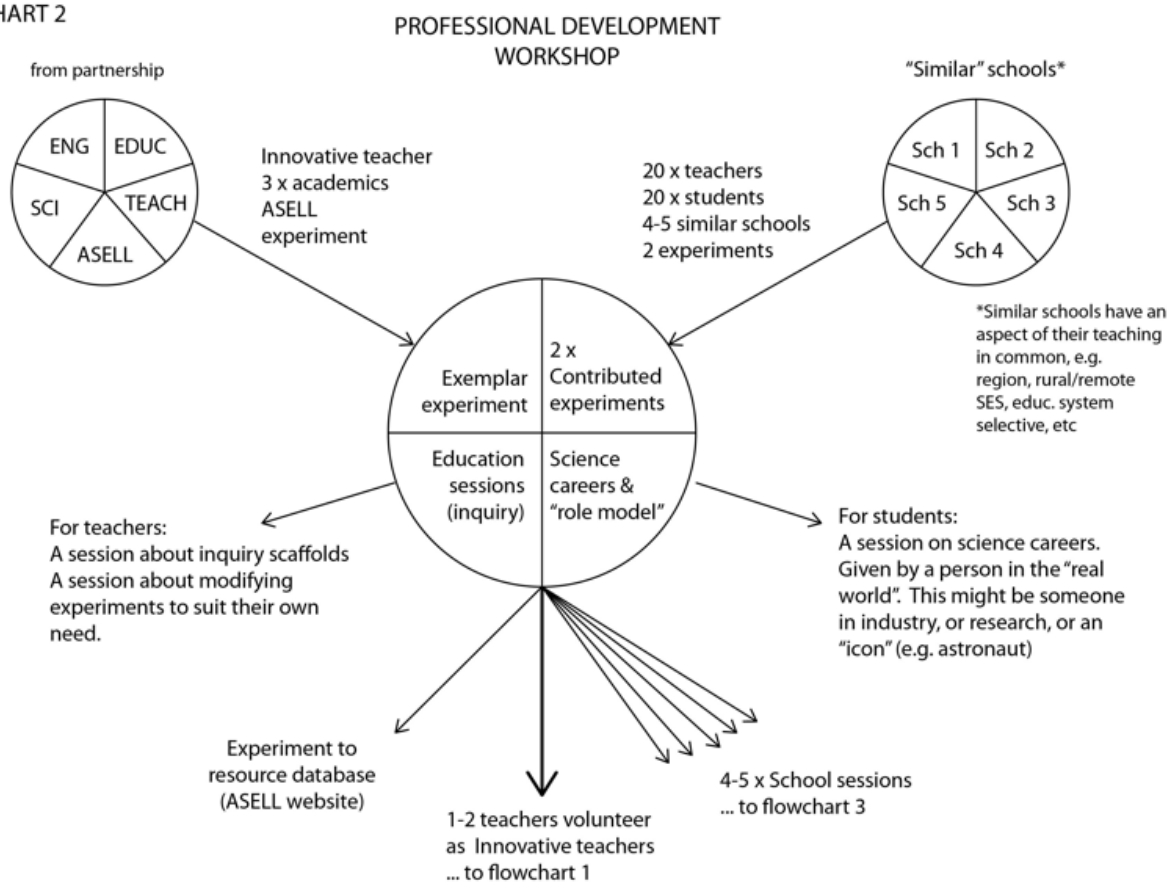 HART 2
PROFESSIONAL DEVELOPMENT
WORKSHOP
from partnership
ENG
EDUC
SCI
TEACH
ASELL
Innovative teacher
3 x academics
ASELL
experiment
20 x teachers
20 x students
4-5 similar schools
2 experiments
"Similar" schools*
Sch 1
Sch 2
Sch 5
Sch 3
Sch 4
*Similar schools have an
aspect of their teaching
in common, e.g.
region, rural/remote
SES, educ. system
selective, etc
Exemplar
experiment
2 x
Contributed
experiments
Education
sessions
(inquiry)
Science
careers &
"role model"
For teachers:
A session about inquiry scaffolds
A session about modifying
experiments to suit their own
need.
For students:
A session on science careers.
Given by a person in the "real
world". This might be someone
in industry, or research, or an
"icon" (e.g. astronaut)
Experiment to
resource database
(ASELL website)
1-2 teachers volunteer
as Innovative teachers
... to flowchart 1
4-5 x School sessions
... to flowchart 3